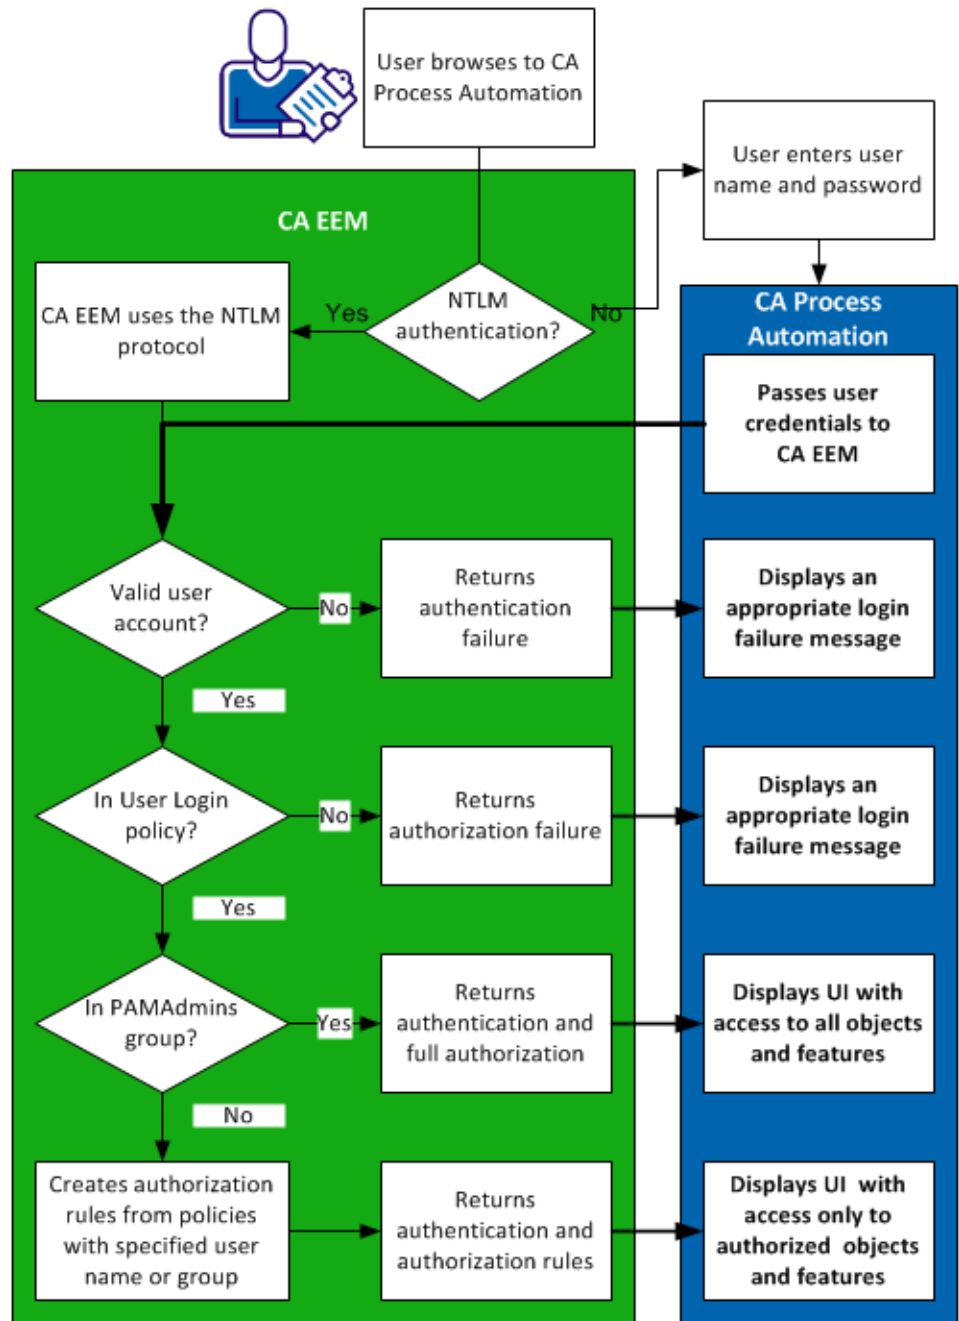 User browses to CA
Process Automation
User enters user
name and password
CA EEM
CA EEM uses the NTLM
protocol
Yes
NTLM
authentication?
No
CA Process
Automation
Passes user
credentials to
CA EEM
Valid user
account?
No
Returns
authentication
failure
Displays an
appropriate login
failure message
Yes
In User Login
policy?
No
Returns
authorization failure
Displays an
appropriate login
failure message
Yes
In PAMAdmins
group?
Yes
Returns
authentication and
full authorization
Displays UI with
access to all objects
and features
No
Creates authorization
rules from policies
with specified user
name or group
Returns
authentication and
authorization rules
Displays UI with
access only to
authorized objects
and features